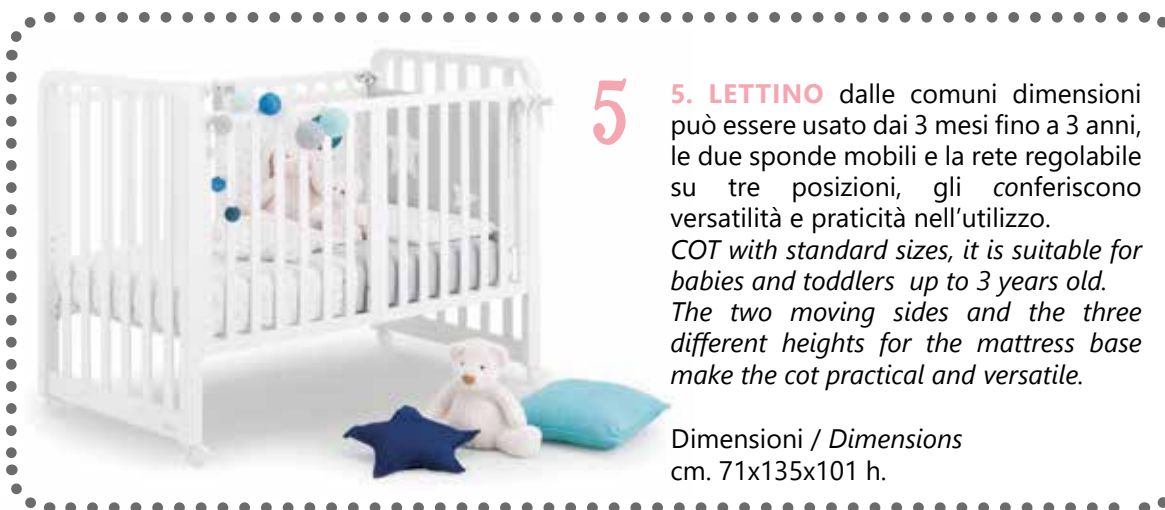 5
5. LETTINO dalle comuni dimensioni
può essere usato dai 3 mesi fino a 3 anni,
le due sponde mobili e la rete regolabile
su tre posizioni, gli conferiscono
versatilità e praticità nell'utilizzo.
COT with standard sizes, it is suitable for
babies and toddlers up to 3 years old.
The two moving sides and the three
different heights for the mattress base
make the cot practical and versatile.
Dimensioni / Dimensions
cm. 71x135x101 h.